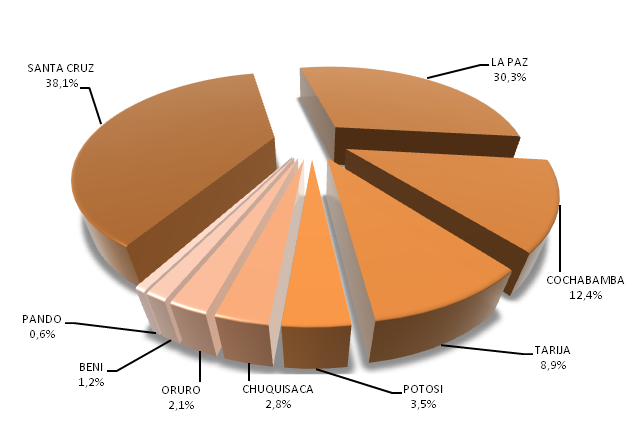 SANTA CRUZ
38,1%
LA PAZ
30,3%
COCHABAMBA
12,4%
TARIJA
8,9%
POTOSI
3,5%
CHUQUISACA
2,8%
ORURO
2,1%
BENI
1,2%
PANDO
0,6%